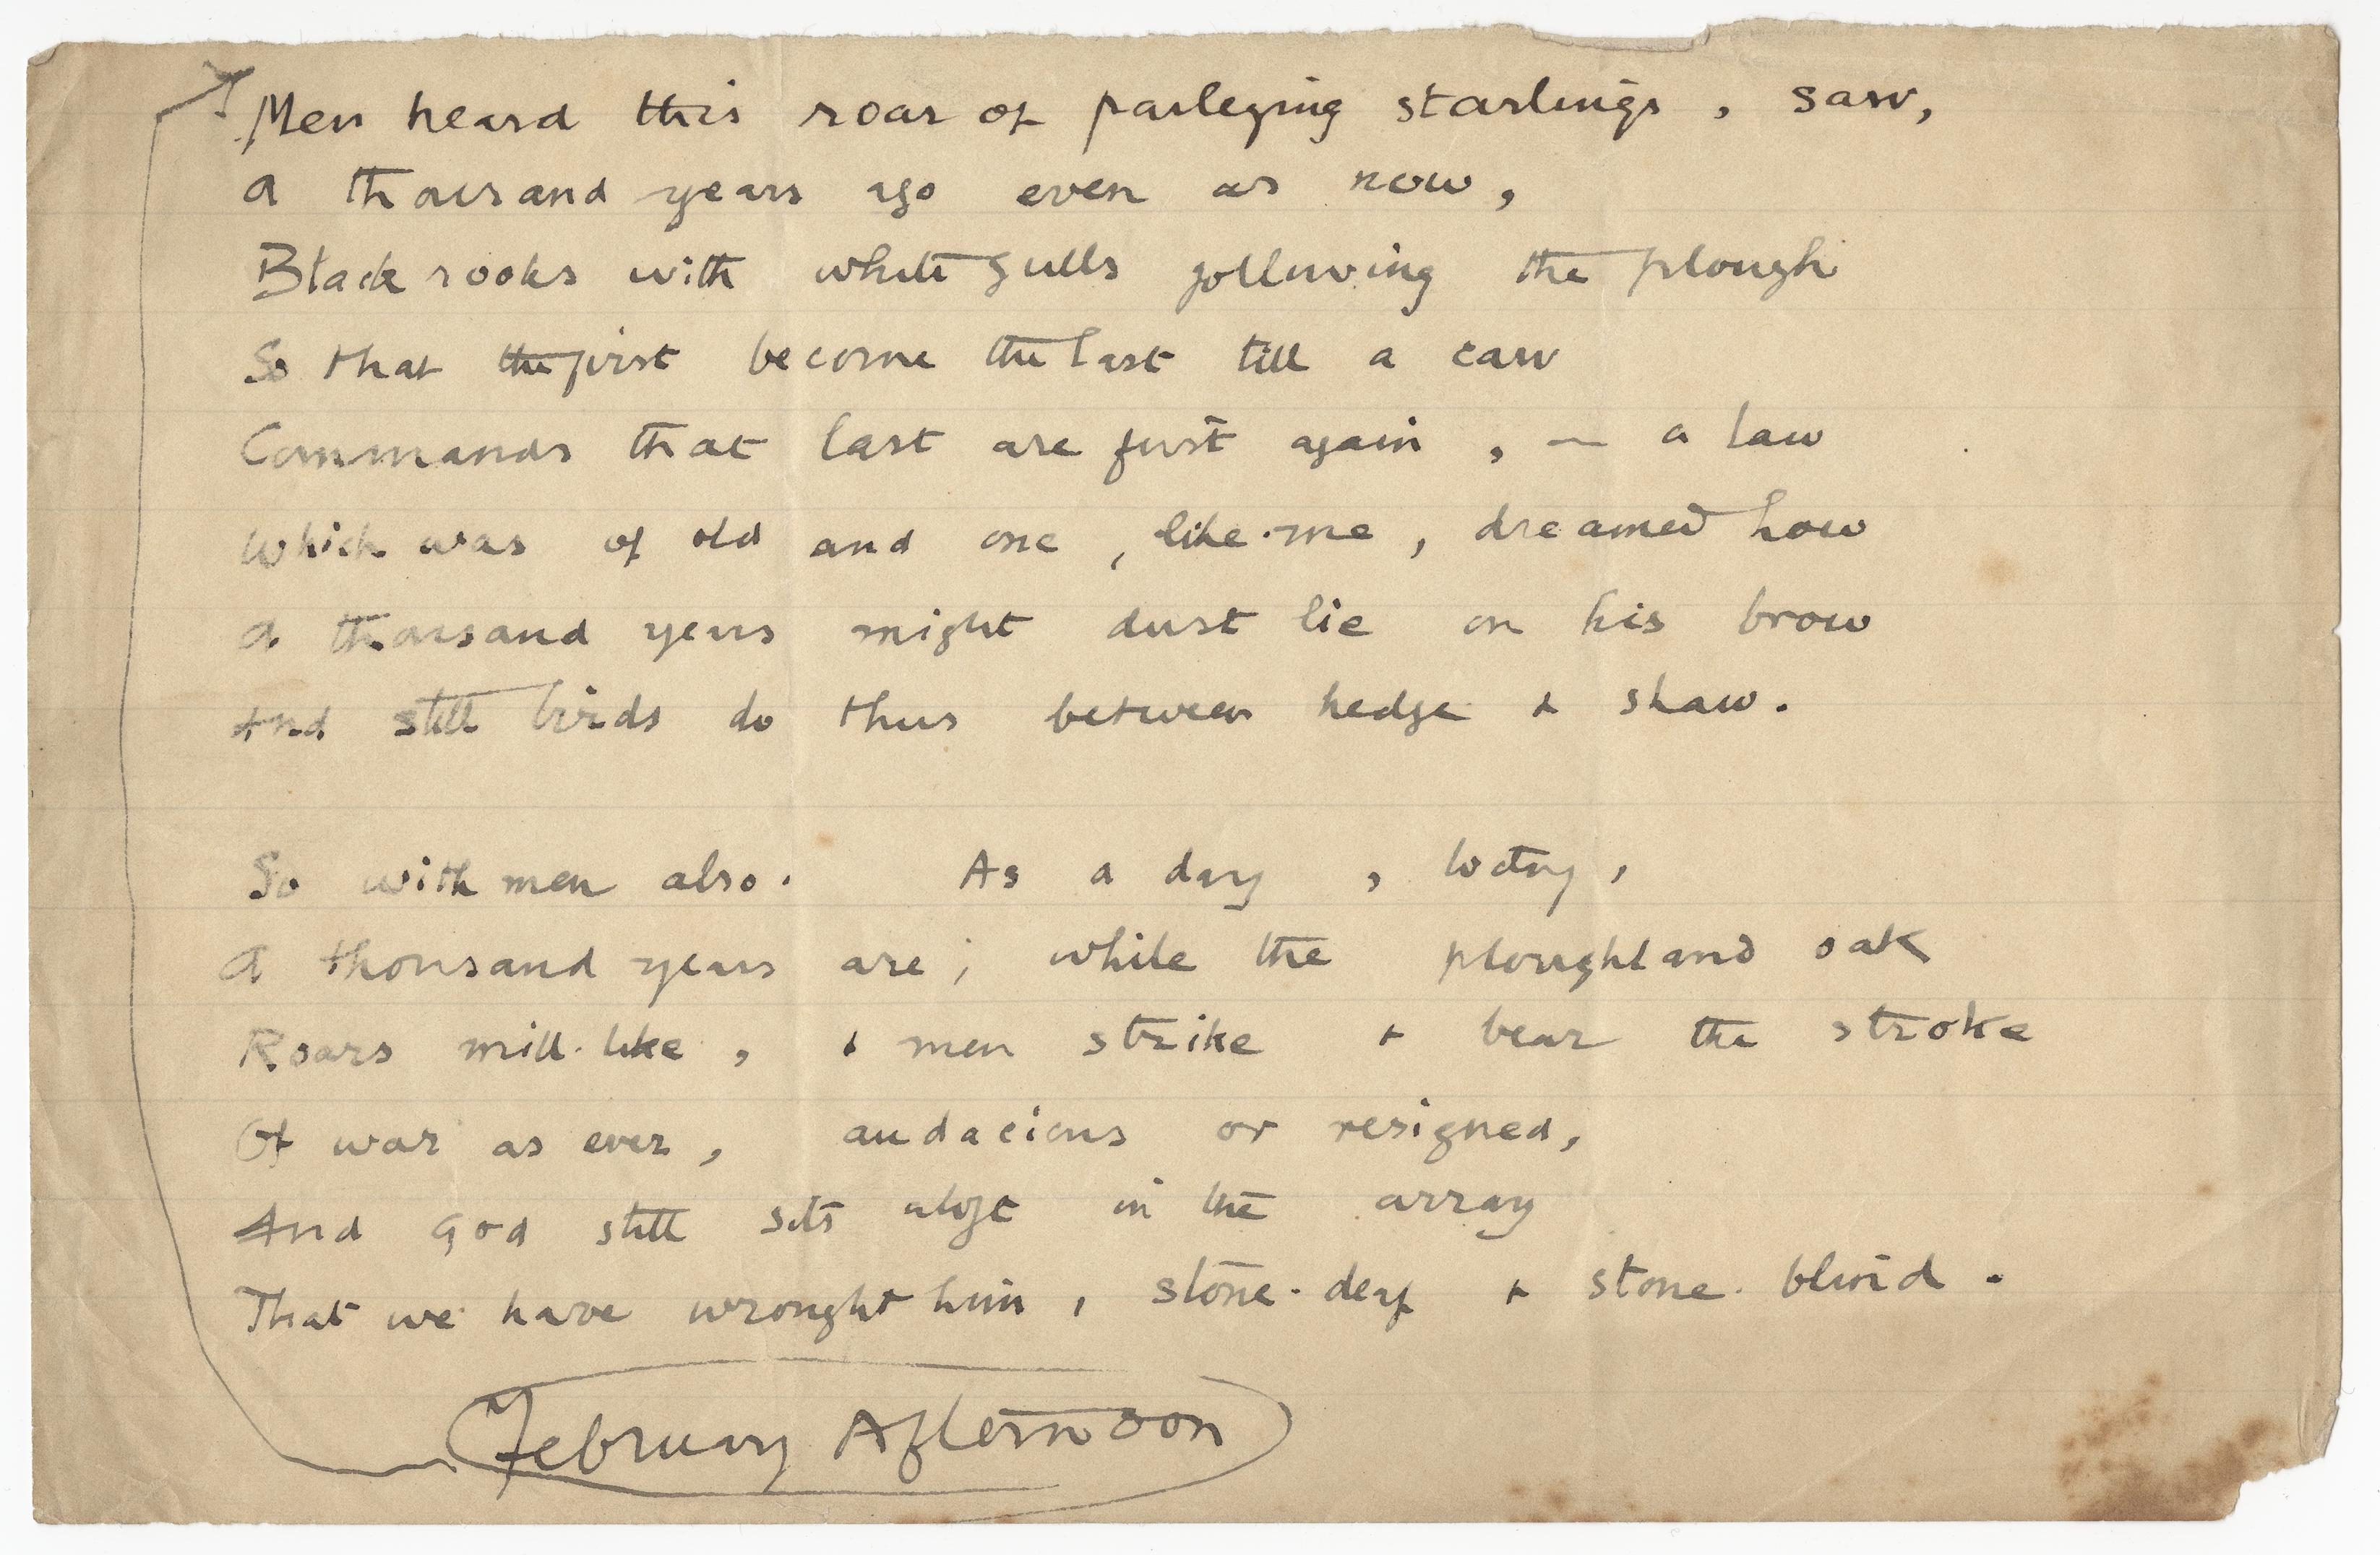 Men heard this roar of parleying starlings, saw,
A thousand years ago even as now,
Black rooks with white gulls following the plough
So that the first become the last till a caw
Commands that last are first again, — a law
Which was of old and one, like me, dreamed how
A thousand years might dust lie on his brow
And still birds do thus between hedge & shaw.
So with men also. As a day, today,
A thousand years are; while the ploughland oak
Roars mill-like, & men strike & bear the stroke
Of war as ever, audacious or resigned,
And god still sits aloft in the array
That we have wrought him, stone-deaf & stone-blind.
February Afternoon